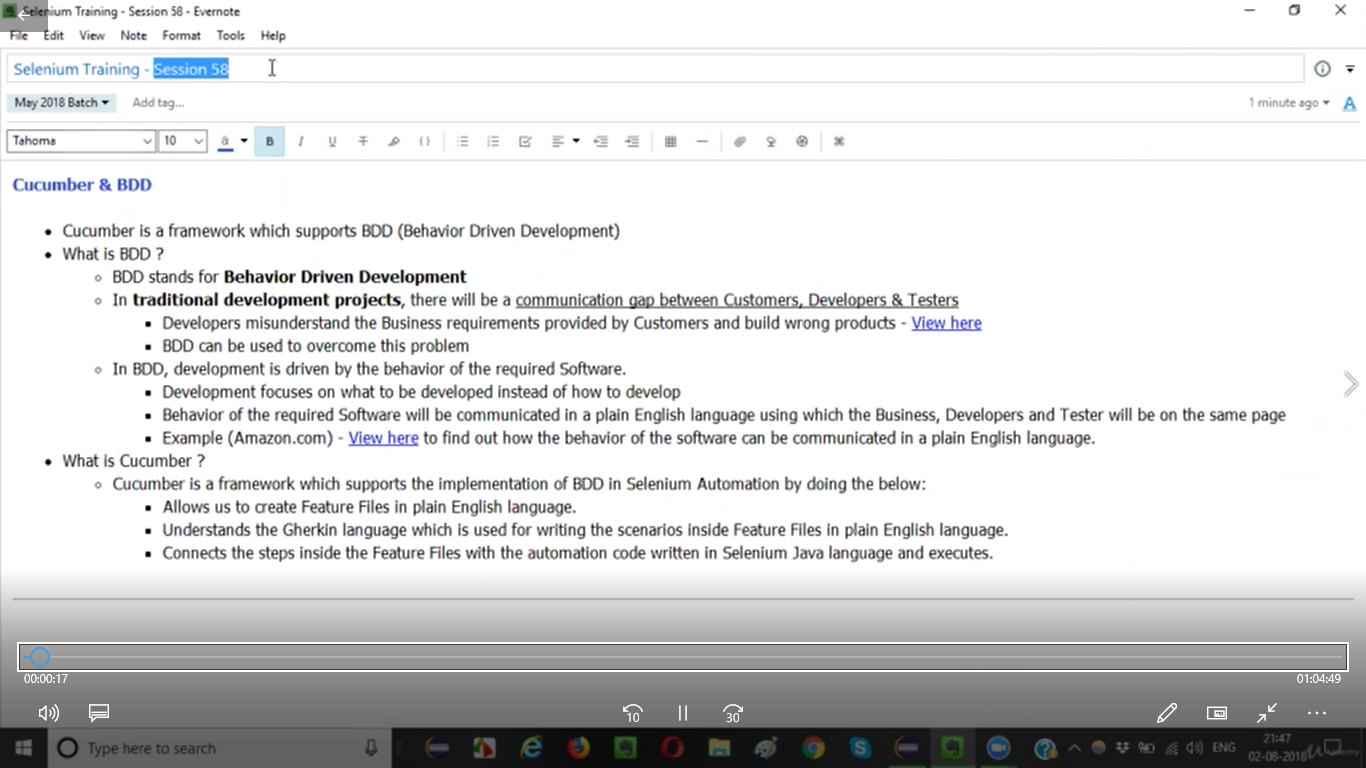 Selenium Training - Session 58 - Evernote
File Edit View Note Format Tools Help
Selenium Training - Session 58
May 2018 Batch Add tag... 1 minute ago
Tahoma 10 a B I U T
Cucumber & BDD
Cucumber is a framework which supports BDD (Behavior Driven Development)
What is BDD ?
BDD stands for Behavior Driven Development
In traditional development projects, there will be a communication gap between Customers, Developers & Testers
Developers misunderstand the Business requirements provided by Customers and build wrong products - View here
BDD can be used to overcome this problem
In BDD, development is driven by the behavior of the required Software.
Development focuses on what to be developed instead of how to develop
Behavior of the required Software will be communicated in a plain English language using which the Business, Developers and Tester will be on the same page
Example (Amazon.com) - View here to find out how the behavior of the software can be communicated in a plain English language.
What is Cucumber ?
Cucumber is a framework which supports the implementation of BDD in Selenium Automation by doing the below:
Allows us to create Feature Files in plain English language.
Understands the Gherkin language which is used for writing the scenarios inside Feature Files in plain English language.
Connects the steps inside the Feature Files with the automation code written in Selenium Java language and executes.
00:00:17 01:04:49
10 30
Type here to search ENG 21:47
02-08-2018 Udemy